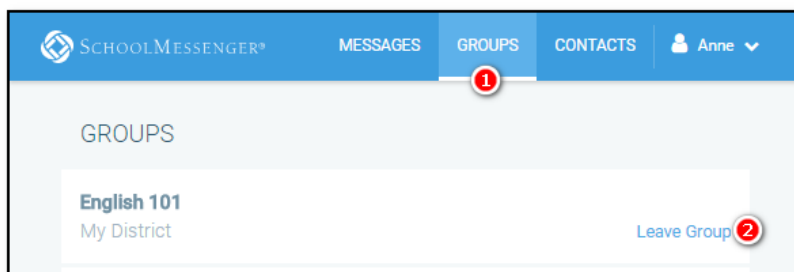 SCHOOLMESSENGER® MESSAGES GROUPS CONTACTS Anne
1
GROUPS
English 101
My District
Leave Group 2